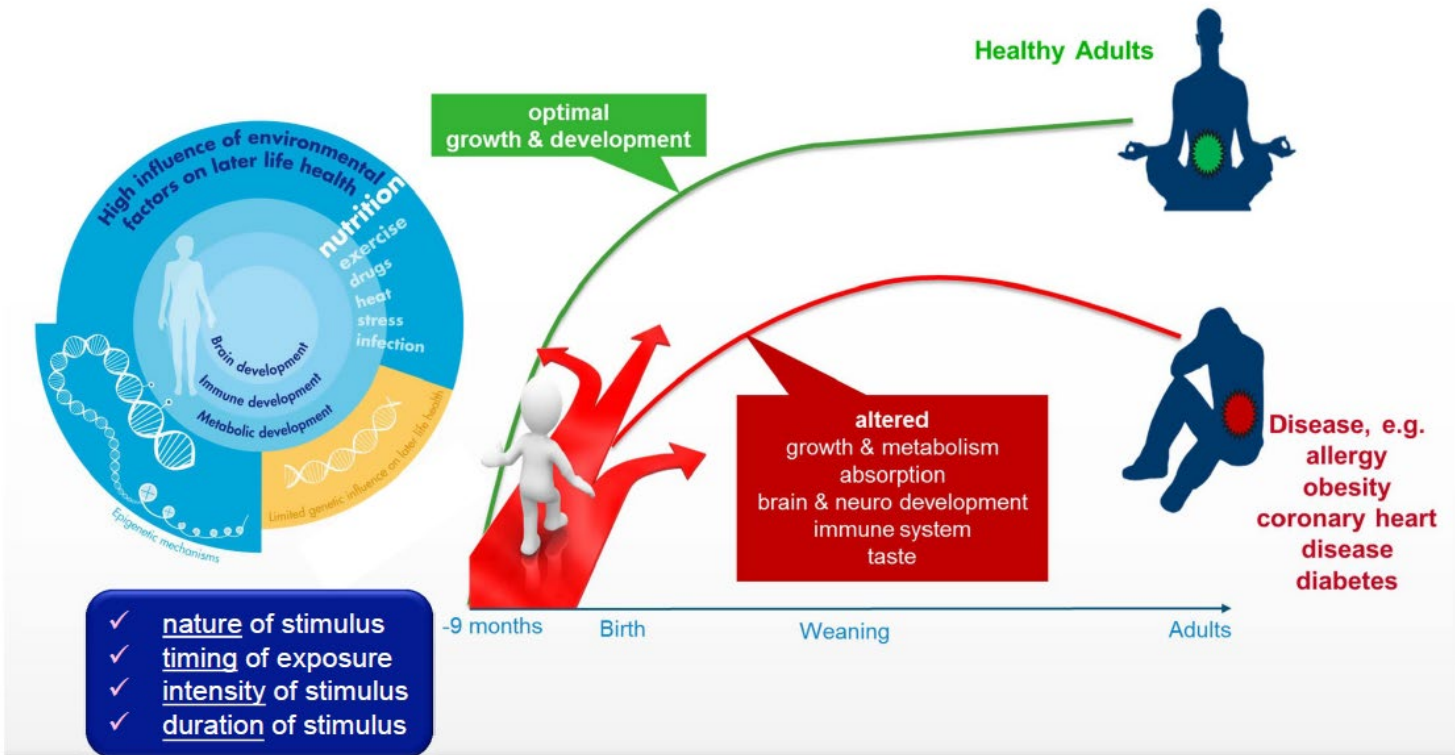 High influence of environmental
factors on later life health
nutrition
exercise
drugs
heat
stress
infection
Brain development
Immune development
Metabolic development
Epigenetic mechanisms
Limited genetic influence on later life health
✓ nature of stimulus
✓ timing of exposure
✓ intensity of stimulus
✓ duration of stimulus
optimal
growth & development
Healthy Adults
altered
growth & metabolism
absorption
brain & neuro development
immune system
taste
Disease, e.g.
allergy
obesity
coronary heart
disease
diabetes
-9 months
Birth
Weaning
Adults